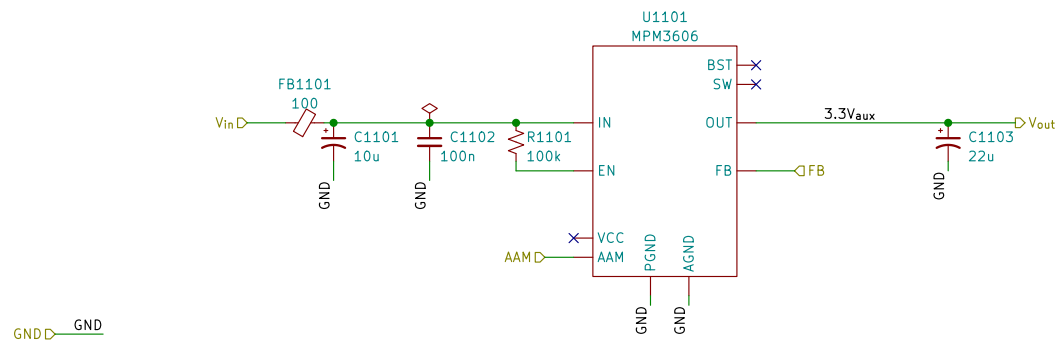 U1101
MPM3606
BST
SW
FB1101
100
Vin
C1101
10u
C1102
100n
R1101
100k
IN
OUT
3.3Vaux
Vout
C1103
22u
EN
FB
FB
GND
GND
GND
VCC
AAM
AAM
PGND
AGND
GND
GND
GND
GND